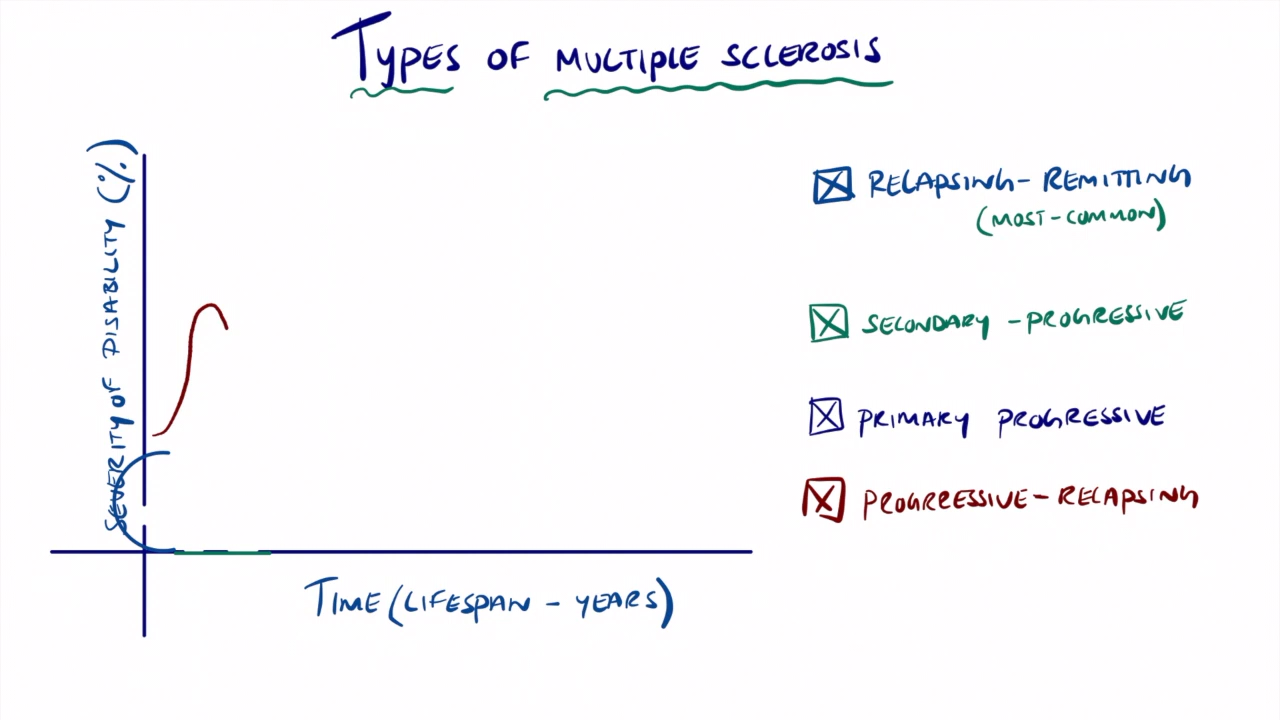 TYPES OF MULTIPLE SCLEROSIS
SEVERITY OF DISABILITY (%)
RELAPSING-REMITTING
(MOST-COMMON)
SECONDARY-PROGRESSIVE
PRIMARY PROGRESSIVE
PROGRESSIVE-RELAPSING
TIME (LIFESPAN - YEARS)